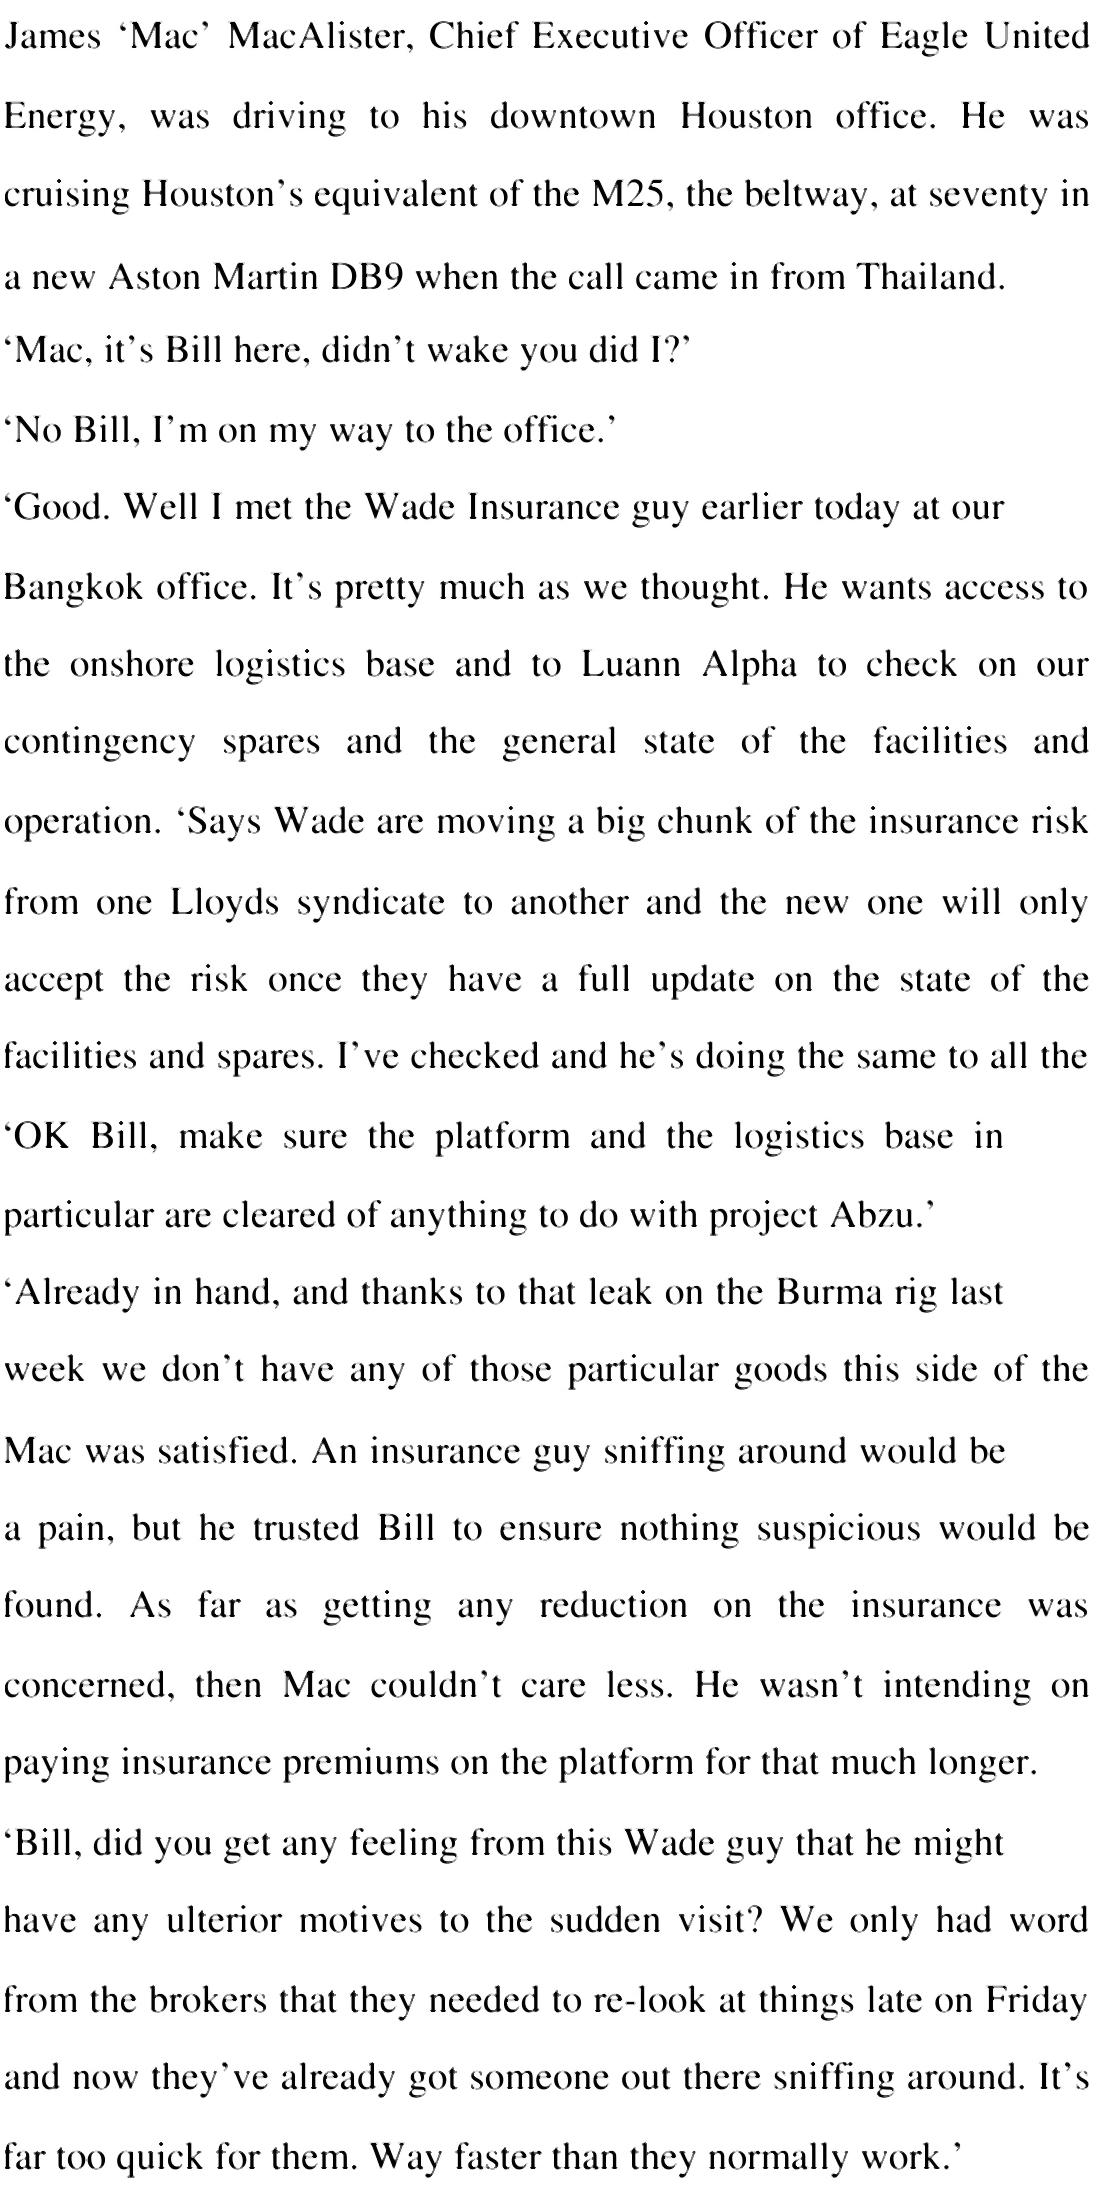 James ‘Mac’ MacAlister, Chief Executive Officer of Eagle United
Energy, was driving to his downtown Houston office. He was
cruising Houston’s equivalent of the M25, the beltway, at seventy in
a new Aston Martin DB9 when the call came in from Thailand.
‘Mac, it’s Bill here, didn’t wake you did I?’
‘No Bill, I’m on my way to the office.’
‘Good. Well I met the Wade Insurance guy earlier today at our
Bangkok office. It’s pretty much as we thought. He wants access to
the onshore logistics base and to Luann Alpha to check on our
contingency spares and the general state of the facilities and
operation. ‘Says Wade are moving a big chunk of the insurance risk
from one Lloyds syndicate to another and the new one will only
accept the risk once they have a full update on the state of the
facilities and spares. I’ve checked and he’s doing the same to all the
‘OK Bill, make sure the platform and the logistics base in
particular are cleared of anything to do with project Abzu.’
‘Already in hand, and thanks to that leak on the Burma rig last
week we don’t have any of those particular goods this side of the
Mac was satisfied. An insurance guy sniffing around would be
a pain, but he trusted Bill to ensure nothing suspicious would be
found. As far as getting any reduction on the insurance was
concerned, then Mac couldn’t care less. He wasn’t intending on
paying insurance premiums on the platform for that much longer.
‘Bill, did you get any feeling from this Wade guy that he might
have any ulterior motives to the sudden visit? We only had word
from the brokers that they needed to re-look at things late on Friday
and now they’ve already got someone out there sniffing around. It’s
far too quick for them. Way faster than they normally work.’